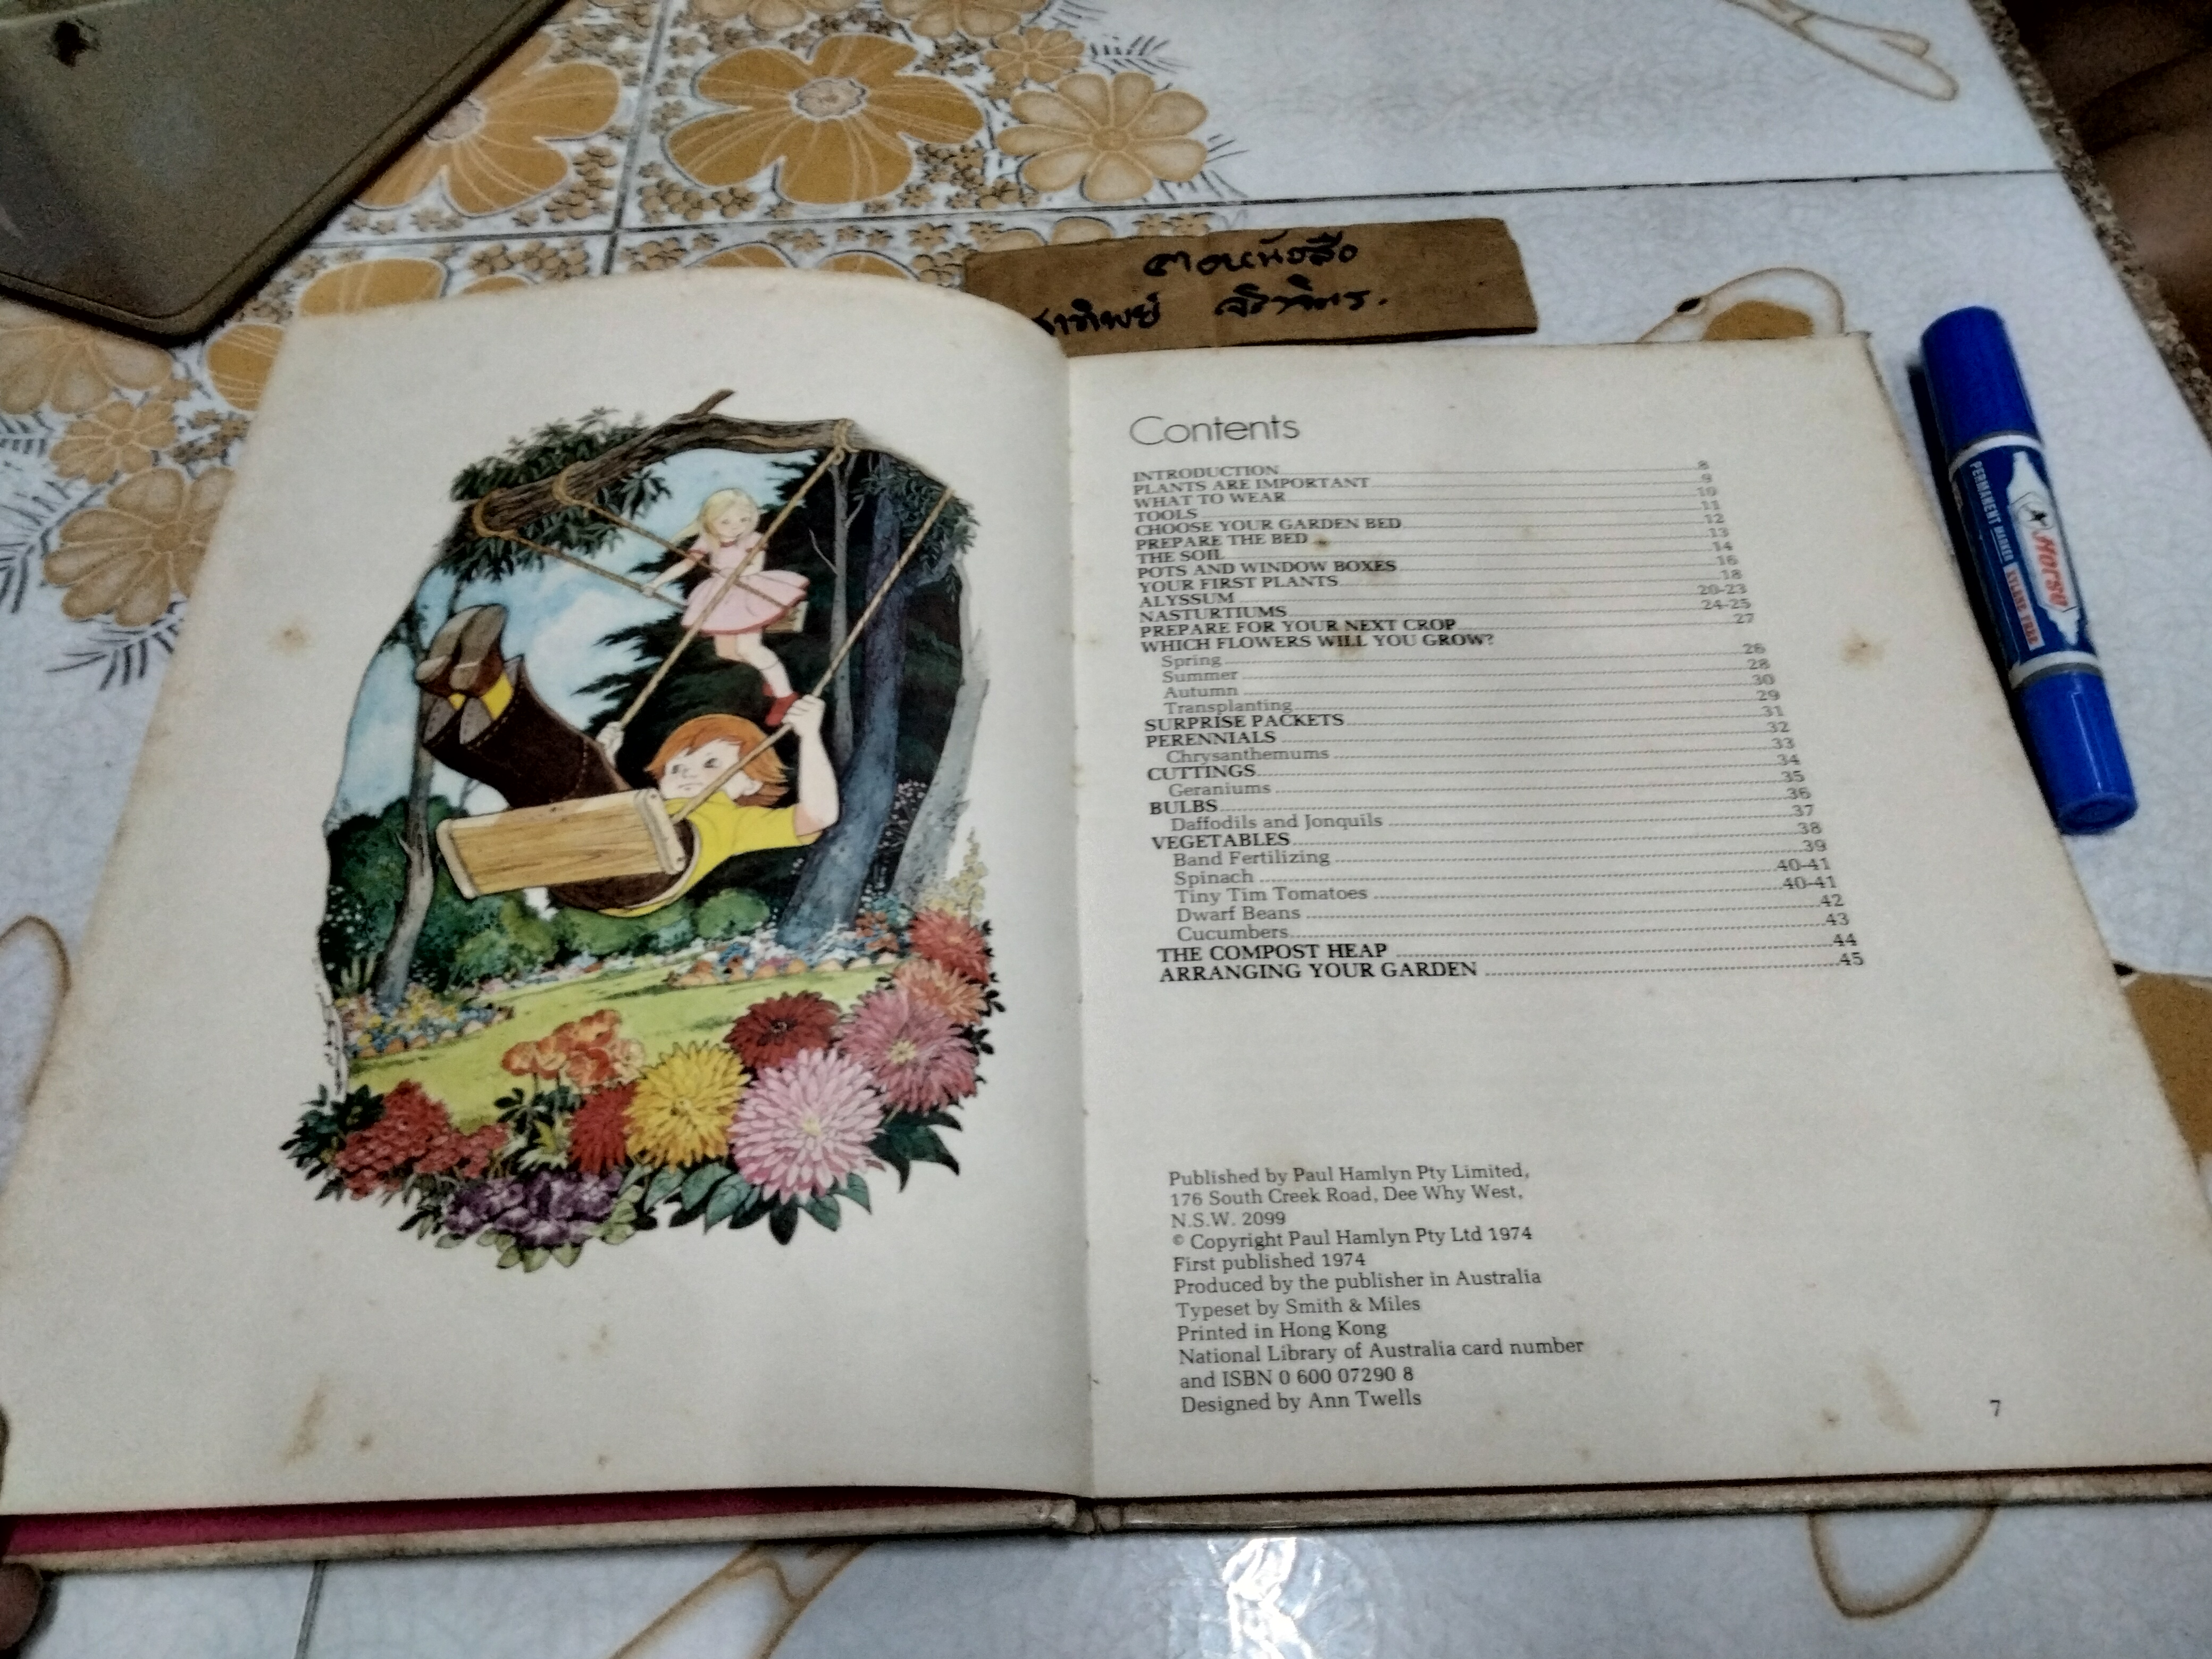 ตอหนังสือ
Contents
INTRODUCTION 8
PLANTS ARE IMPORTANT 9
WHAT TO WEAR 10
TOOLS 11
CHOOSE YOUR GARDEN BED 12
PREPARE THE BED 13
THE SOIL 14
POTS AND WINDOW BOXES 16
YOUR FIRST PLANTS 18
ALYSSUM 20-23
NASTURTIUMS 24-25
PREPARE FOR YOUR NEXT CROP 27
WHICH FLOWERS WILL YOU GROW?
Spring 26
Summer 28
Autumn 30
Transplanting 29
SURPRISE PACKETS 31
PERENNIALS 32
Chrysanthemums 33
CUTTINGS 34
Geraniums 35
BULBS 36
Daffodils and Jonquils 37
VEGETABLES 38
Band Fertilizing 39
Spinach 40-41
Tiny Tim Tomatoes 40-41
Dwarf Beans 42
Cucumbers 43
THE COMPOST HEAP 44
ARRANGING YOUR GARDEN 45
Published by Paul Hamlyn Pty Limited,
176 South Creek Road, Dee Why West,
N.S.W. 2099
© Copyright Paul Hamlyn Pty Ltd 1974
First published 1974
Produced by the publisher in Australia
Typeset by Smith & Miles
Printed in Hong Kong
National Library of Australia card number
and ISBN 0 600 07290 8
Designed by Ann Twells
7
Horse
PERMANENT MARKER XYLENE FREE